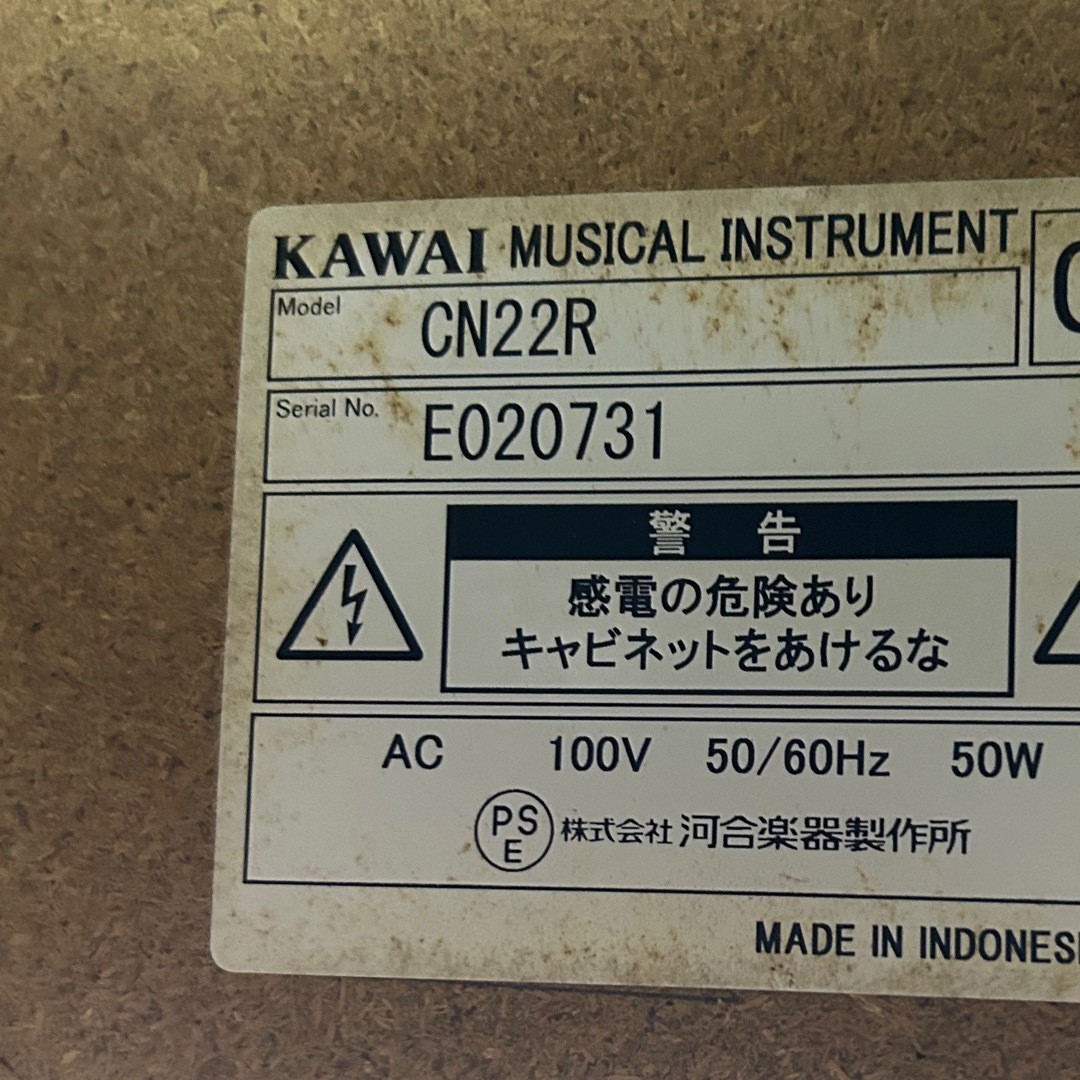 KAWAI MUSICAL INSTRUMENT
Model CN22R
Serial No. E020731
警 告
感電の危険あり
キャビネットをあけるな
AC 100V 50/60Hz 50W
PS
E
株式会社 河合楽器製作所
MADE IN INDONES